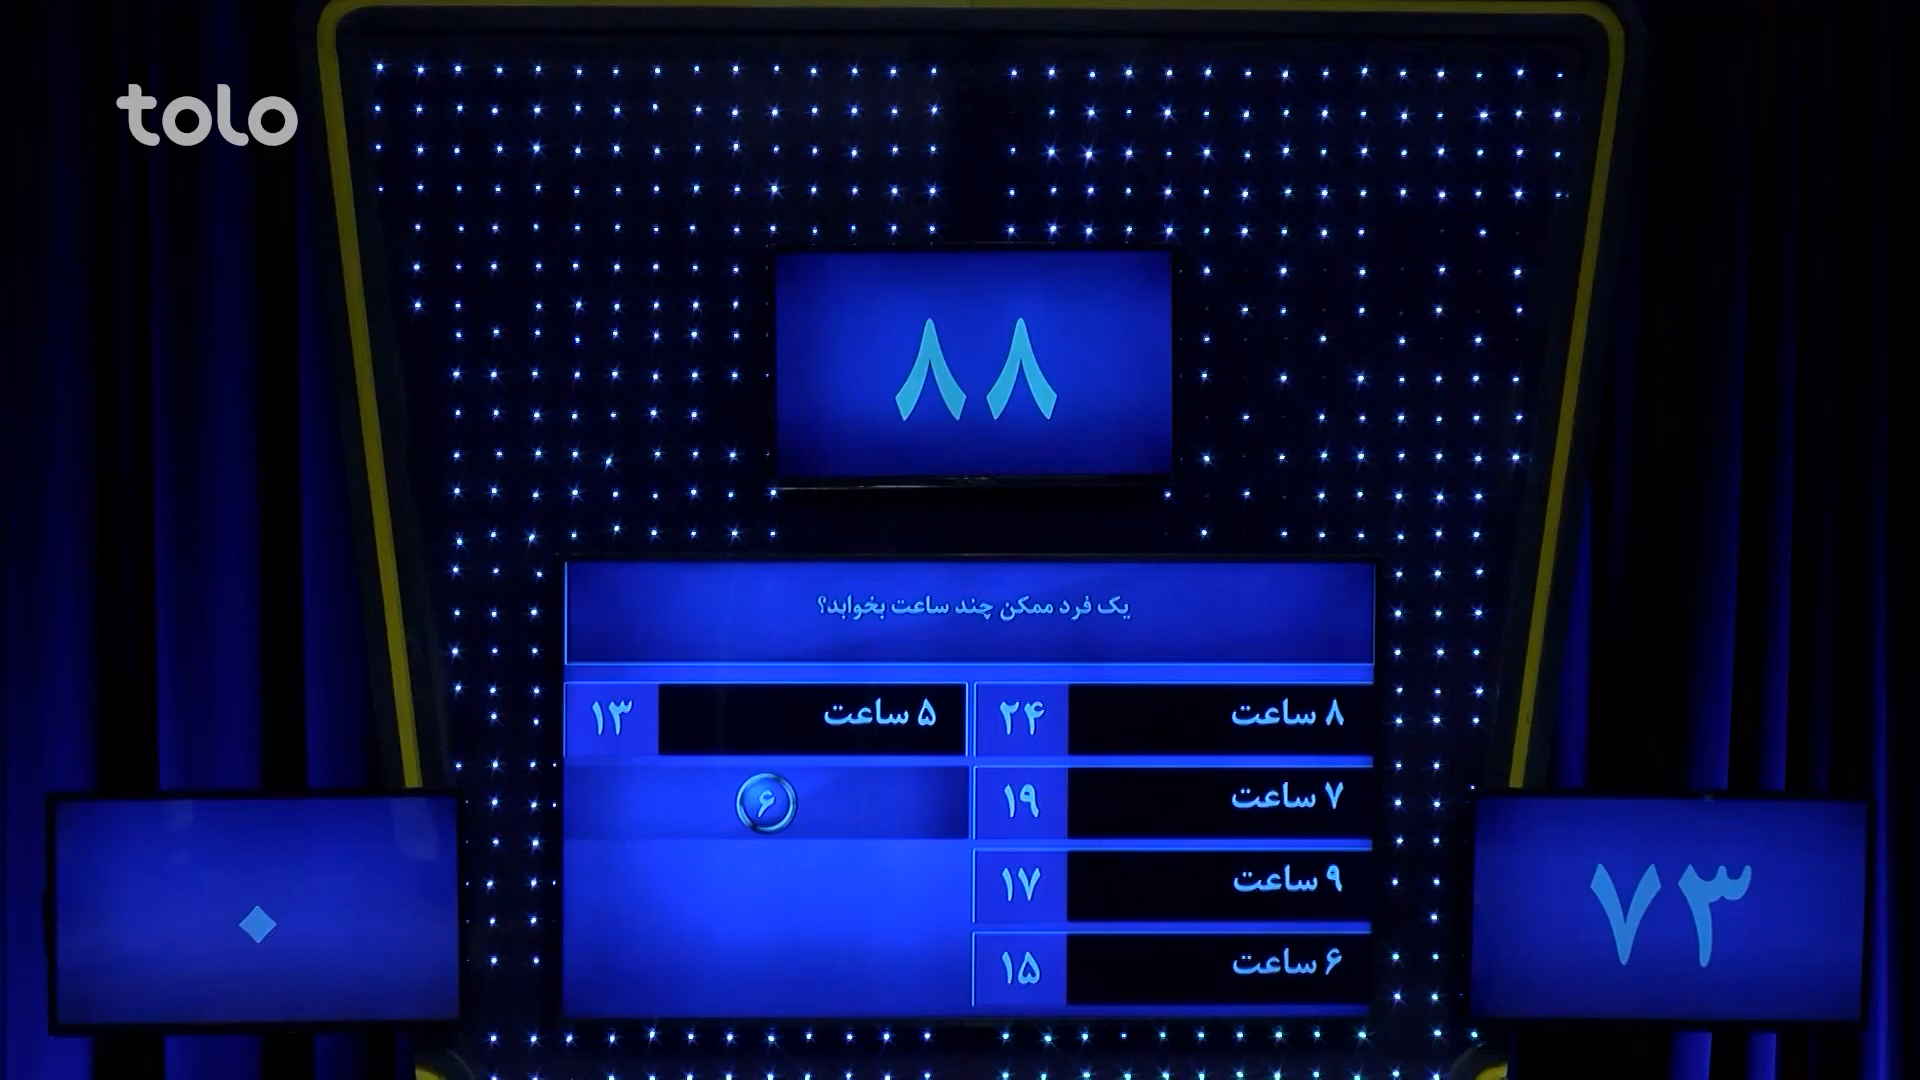 tolo
۸۸
یک فرد ممکن چند ساعت بخوابد؟
۸ ساعت ۲۴
۷ ساعت ۱۹
۹ ساعت ۱۷
۶ ساعت ۱۵
۵ ساعت ۱۳
۶
۷۳
۰